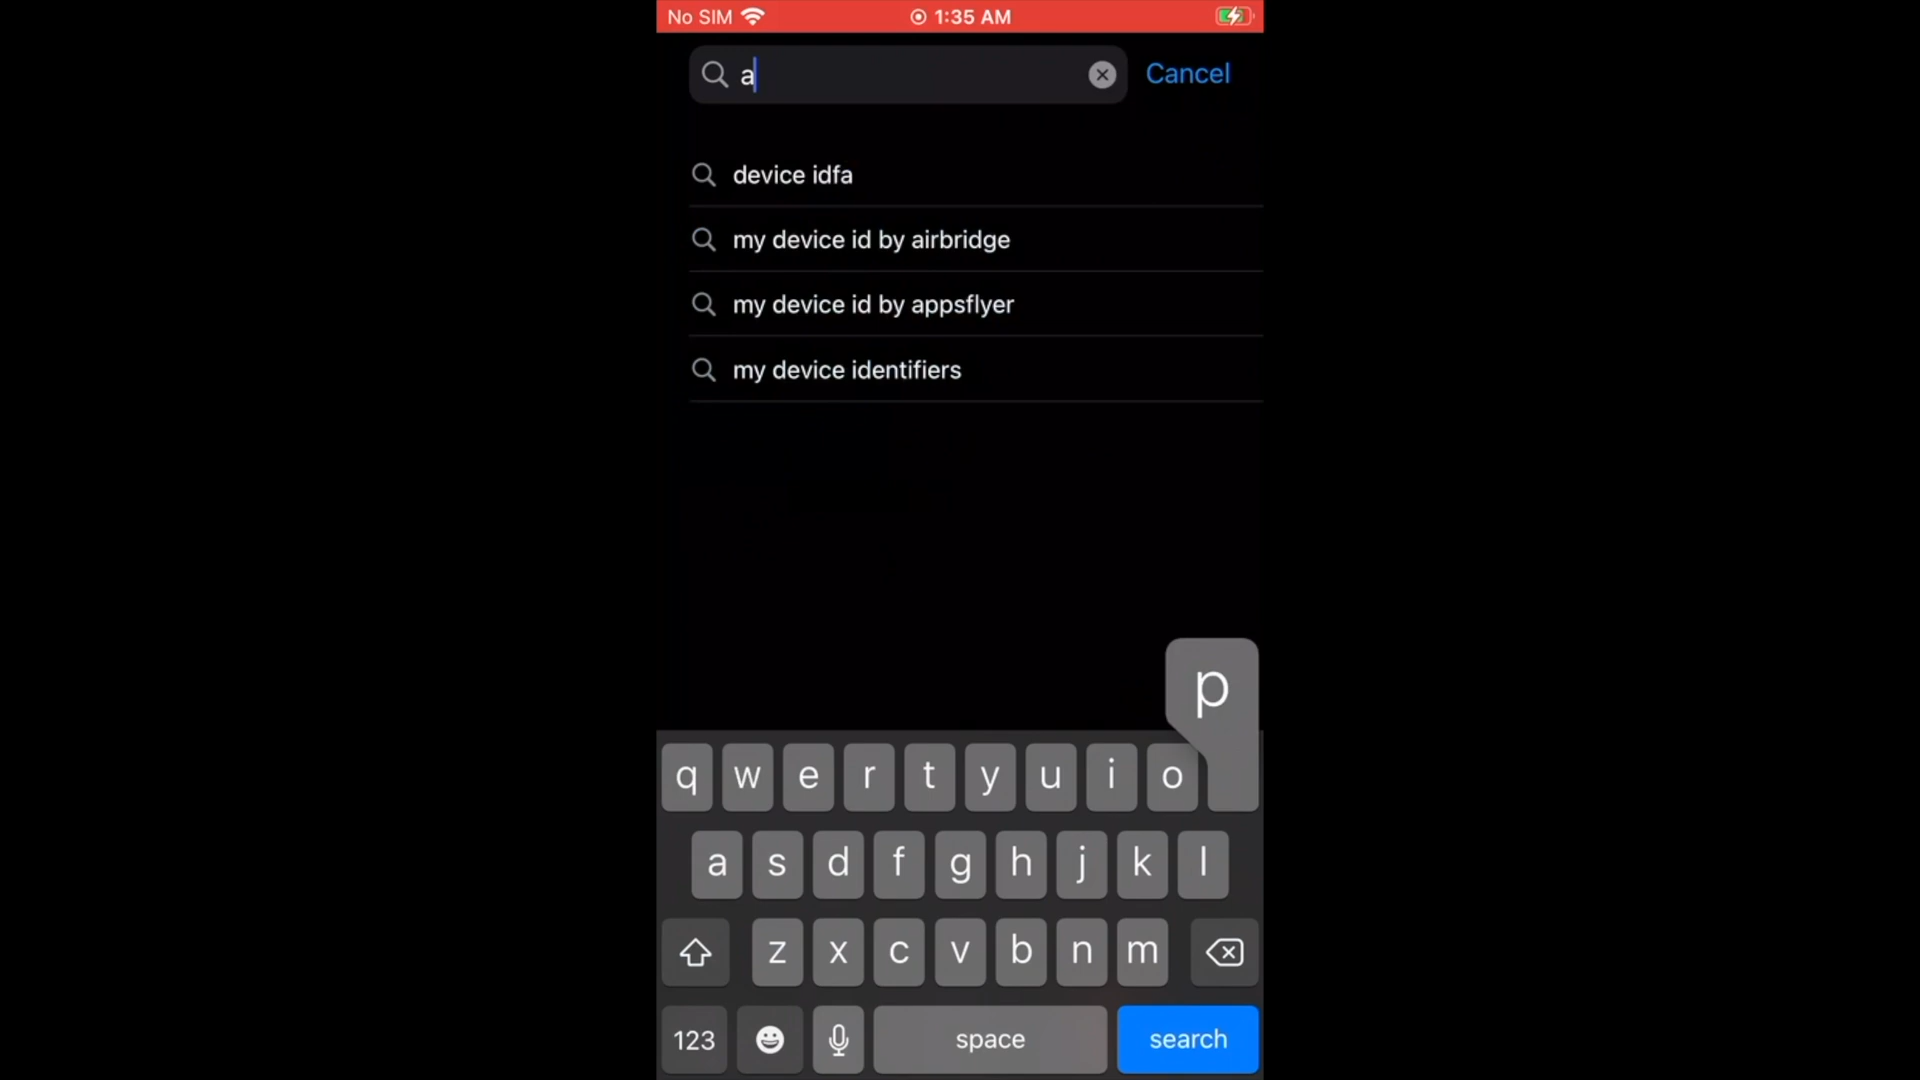 No SIM 1:35 AM
a Cancel
device idfa
my device id by airbridge
my device id by appsflyer
my device identifiers
p
q w e r t y u i o
a s d f g h j k l
z x c v b n m
123 space search